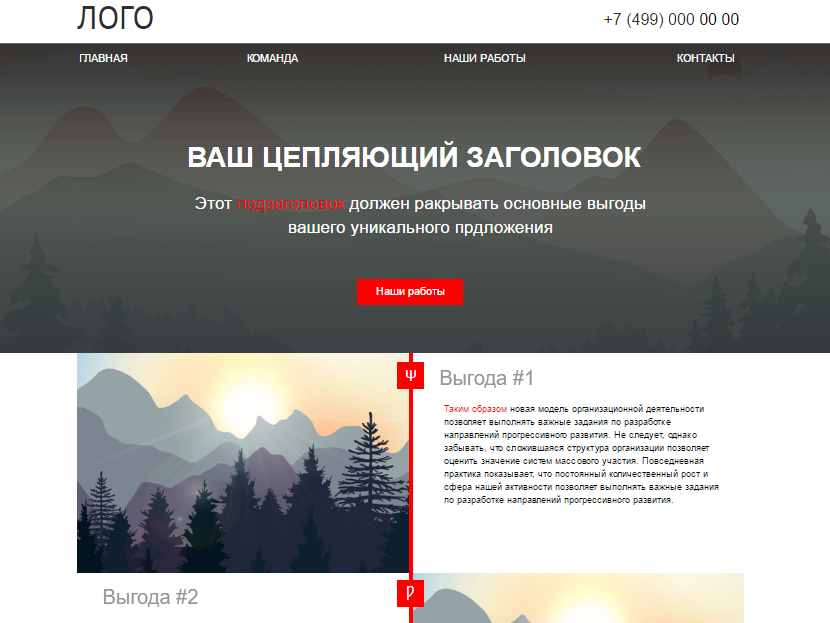 ЛОГО
+7 (499) 000 00 00
ГЛАВНАЯ КОМАНДА НАШИ РАБОТЫ КОНТАКТЫ
ВАШ ЦЕПЛЯЮЩИЙ ЗАГОЛОВОК
Этот подзаголовок должен ракрывать основные выгоды
вашего уникального прдложения
Наши работы
Ψ
Выгода #1
Таким образом новая модель организационной деятельности
позволяет выполнять важные задания по разработке
направлений прогрессивного развития. Не следует, однако
забывать, что сложившаяся структура организации позволяет
оценить значение систем массового участия. Повседневная
практика показывает, что постоянный количественный рост и
сфера нашей активности позволяет выполнять важные задания
по разработке направлений прогрессивного развития.
Выгода #2